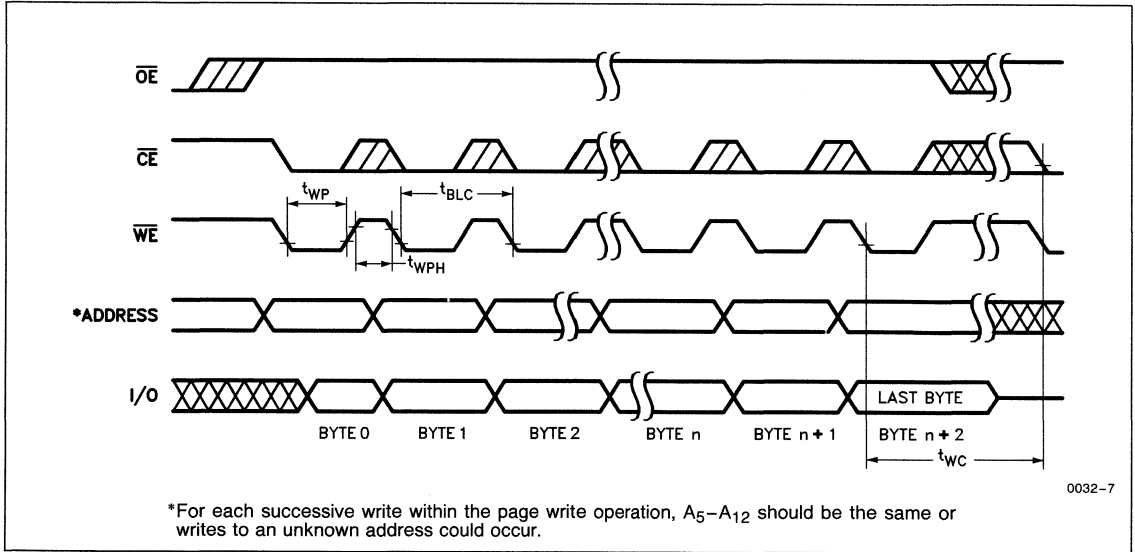 OE
CE
tWP
tBLC
WE
tWPH
*ADDRESS
I/O
LAST BYTE
BYTE 0 BYTE 1 BYTE 2 BYTE n BYTE n + 1 BYTE n + 2
tWC
0032-7
*For each successive write within the page write operation, A5-A12 should be the same or
writes to an unknown address could occur.